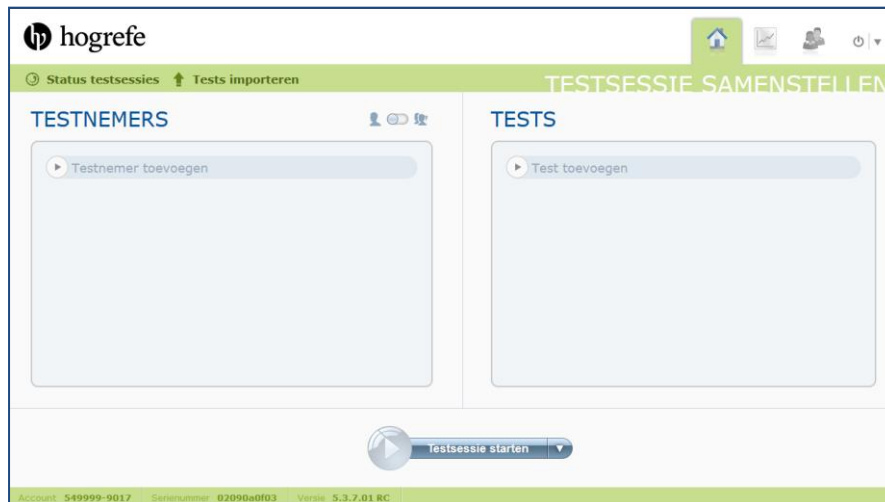 hogrefe
Status testsessies Tests importeren
TESTSESSIE SAMENSTELLEN
TESTNEMERS
TESTS
Testnemer toevoegen
Test toevoegen
Testsessie starten
Account 549999-9017 Serienummer 02090a0f03 Versie 5.3.7.01 RC